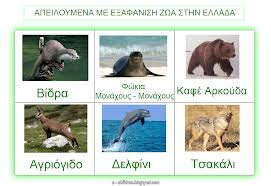 ΑΠΕΙΛΟΥΜΕΝΑ ΜΕ ΕΞΑΦΑΝΙΣΗ ΖΩΑ ΣΤΗΝ ΕΛΛΑΔΑ
Βίδρα
Φώκια
Μονάχους - Μονάχους
Καφέ Αρκούδα
Αγριόγιδο
Δελφίνι
Τσακάλι